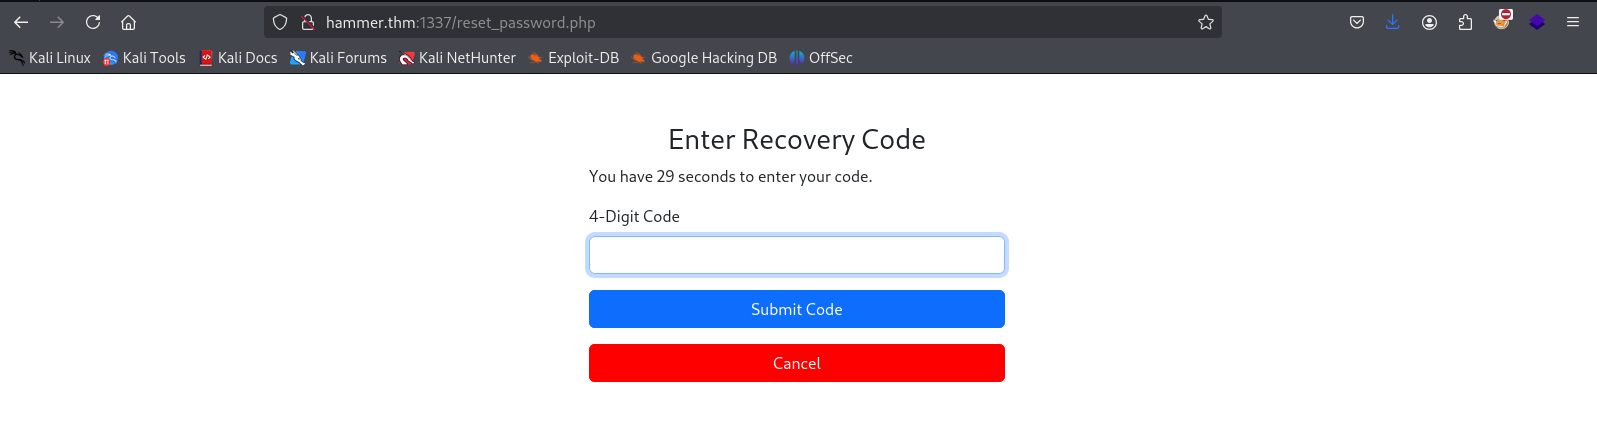 hammer.thm:1337/reset_password.php
Kali Linux Kali Tools Kali Docs Kali Forums Kali NetHunter Exploit-DB Google Hacking DB OffSec
Enter Recovery Code
You have 29 seconds to enter your code.
4-Digit Code
Submit Code
Cancel